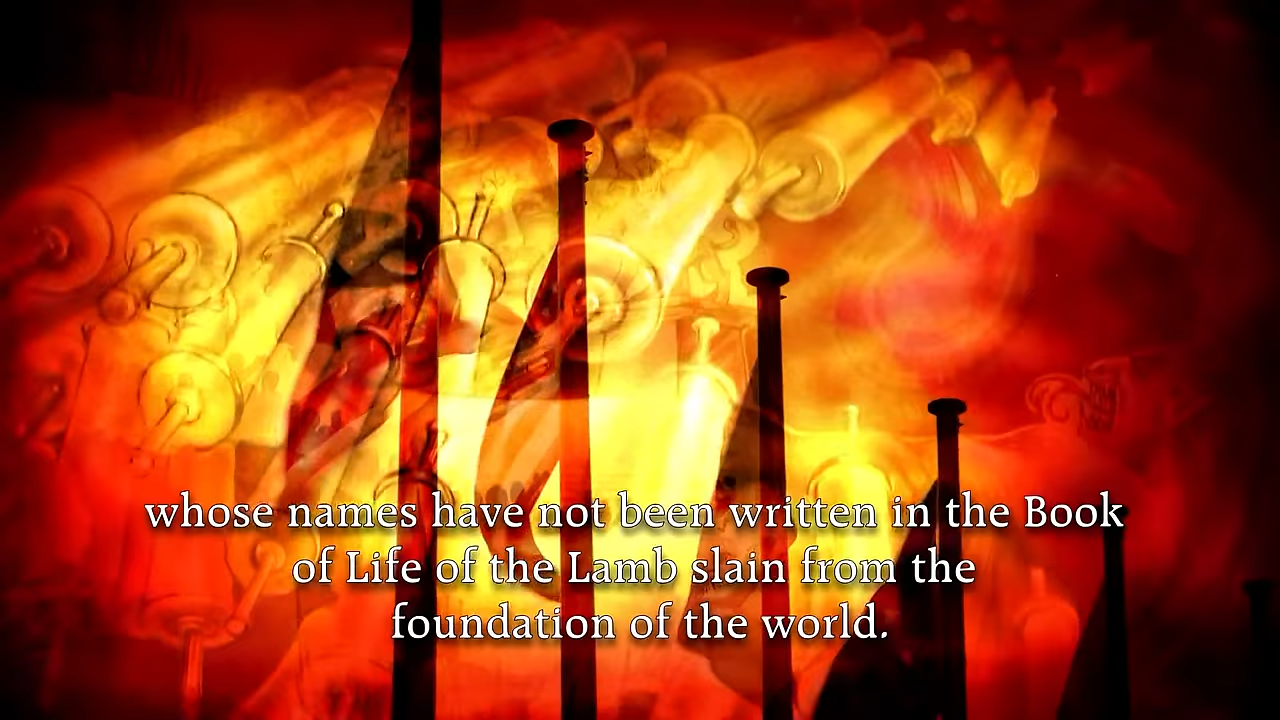 whose names have not been written in the Book
of Life of the Lamb slain from the
foundation of the world.